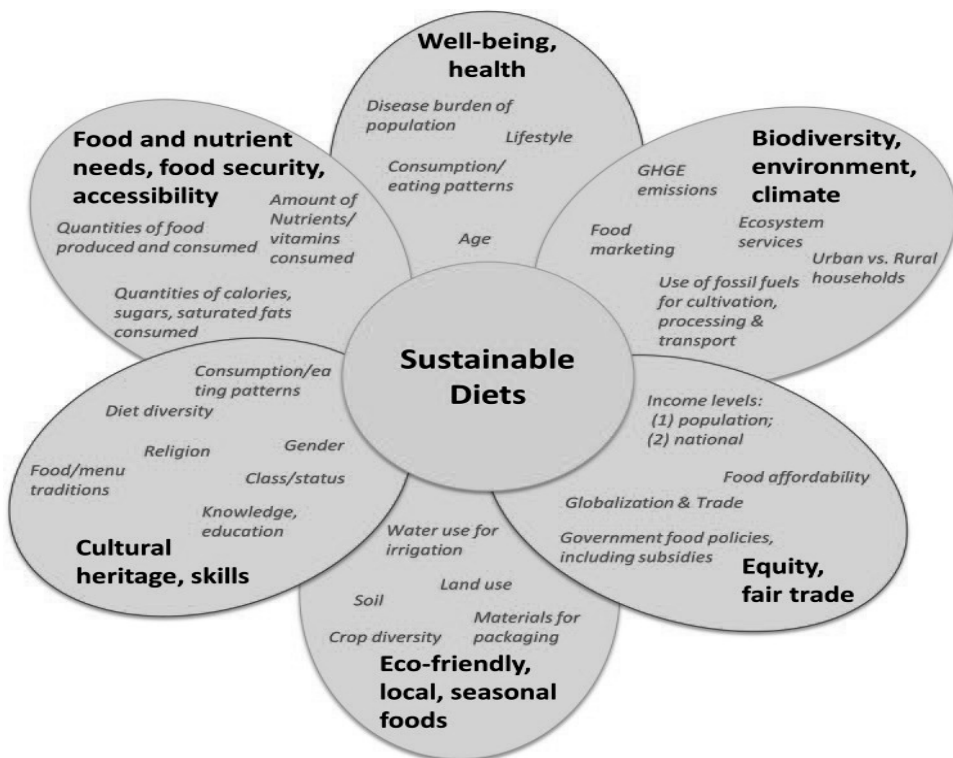 Well-being,
health
Disease burden of
population
Lifestyle
Consumption/
eating patterns
Age
Food and nutrient
needs, food security,
accessibility
Amount of
Nutrients/
vitamins
consumed
Quantities of food
produced and consumed
Quantities of calories,
sugars, saturated fats
consumed
Biodiversity,
environment,
climate
GHGE
emissions
Ecosystem
services
Food
marketing
Urban vs. Rural
households
Use of fossil fuels
for cultivation,
processing &
transport
Sustainable
Diets
Consumption/ea
ting patterns
Diet diversity
Religion
Gender
Food/menu
traditions
Class/status
Knowledge,
education
Cultural
heritage, skills
Income levels:
(1) population;
(2) national
Food affordability
Globalization & Trade
Government food policies,
including subsidies
Equity,
fair trade
Water use for
irrigation
Land use
Soil
Materials for
packaging
Crop diversity
Eco-friendly,
local, seasonal
foods